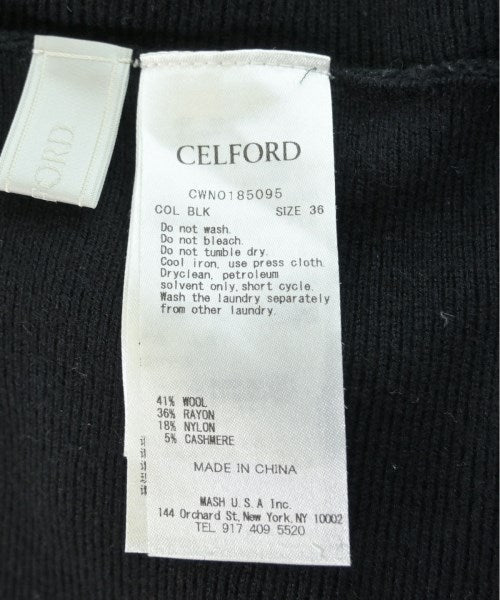 FORD
CELFORD
CWNO185095
COL BLK SIZE 36
Do not wash.
Do not bleach.
Do not tumble dry.
Cool iron, use press cloth.
Dryclean, petroleum
solvent only,short cycle.
Wash the laundry separately
from other laundry.
41% WOOL
36% RAYON
18% NYLON
5% CASHMERE
MADE IN CHINA
MASH U.S.A Inc.
144 Orchard St, New York, NY 10002
TEL 917 409 5520